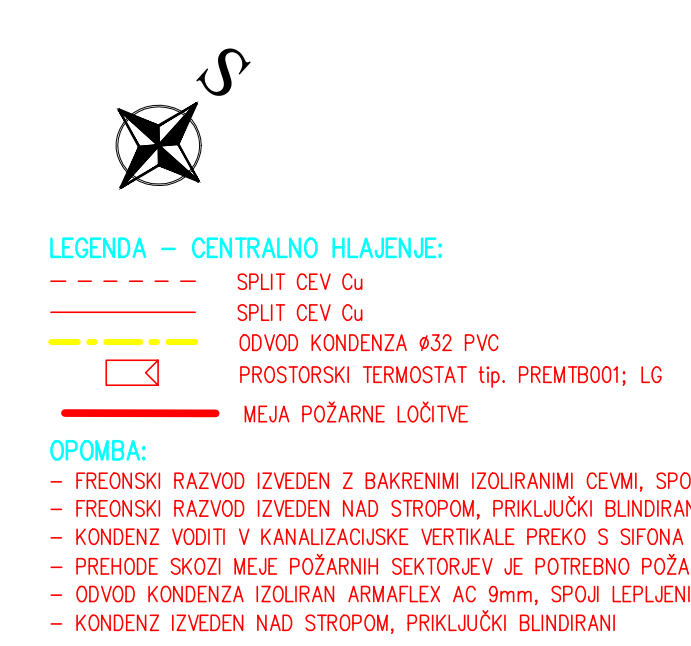 S
LEGENDA – CENTRALNO HLAJENJE:
SPLIT CEV Cu
SPLIT CEV Cu
ODVOD KONDENZA ø32 PVC
PROSTORSKI TERMOSTAT tip. PREMTB001; LG
MEJA POŽARNE LOČITVE
OPOMBA:
– FREONSKI RAZVOD IZVEDEN Z BAKRENIMI IZOLIRANIMI CEVMI, SPO
– FREONSKI RAZVOD IZVEDEN NAD STROPOM, PRIKLJUČKI BLINDIRAN
– KONDENZ VODITI V KANALIZACIJSKE VERTIKALE PREKO S SIFONA
– PREHODE SKOZI MEJE POŽARNIH SEKTORJEV JE POTREBNO POŽA
– ODVOD KONDENZA IZOLIRAN ARMAFLEX AC 9mm, SPOJI LEPLJENI
– KONDENZ IZVEDEN NAD STROPOM, PRIKLJUČKI BLINDIRANI